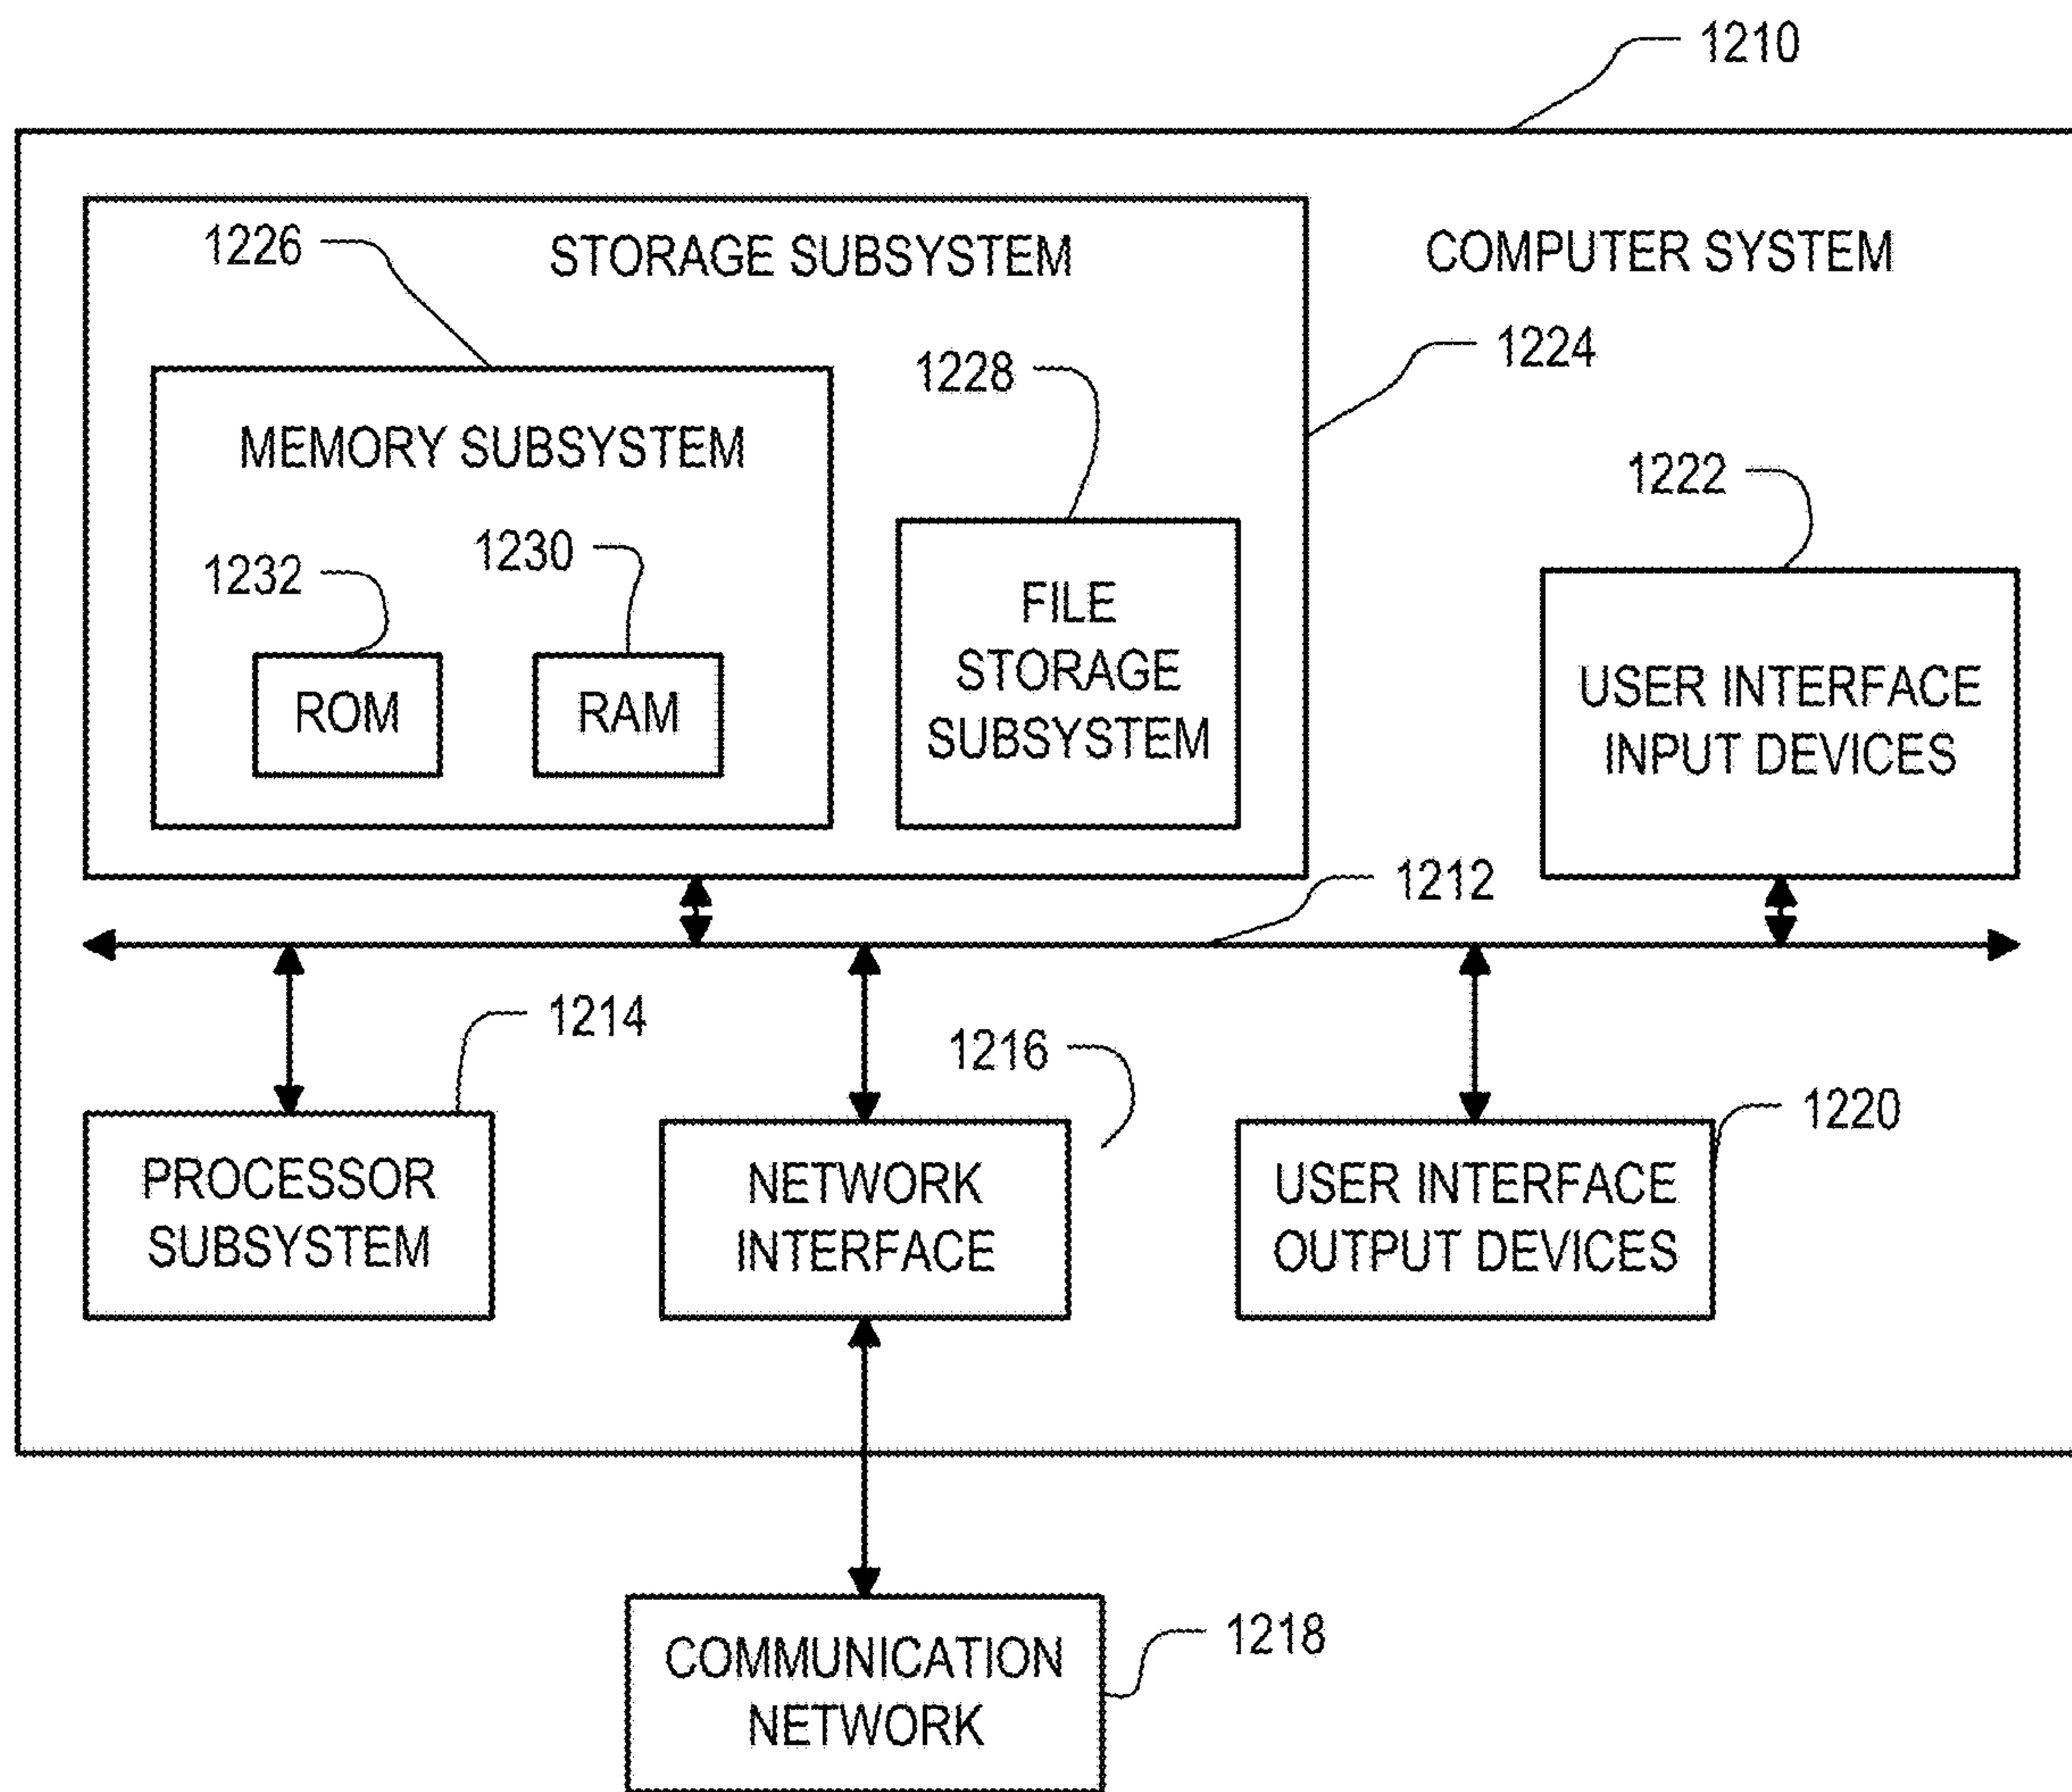 1210
STORAGE SUBSYSTEM
COMPUTER SYSTEM
1226
1224
1228
MEMORY SUBSYSTEM
1222
1232
1230
FILE
STORAGE
SUBSYSTEM
ROM
RAM
USER INTERFACE
INPUT DEVICES
1212
1214
1216
1220
PROCESSOR
SUBSYSTEM
NETWORK
INTERFACE
USER INTERFACE
OUTPUT DEVICES
1218
COMMUNICATION
NETWORK